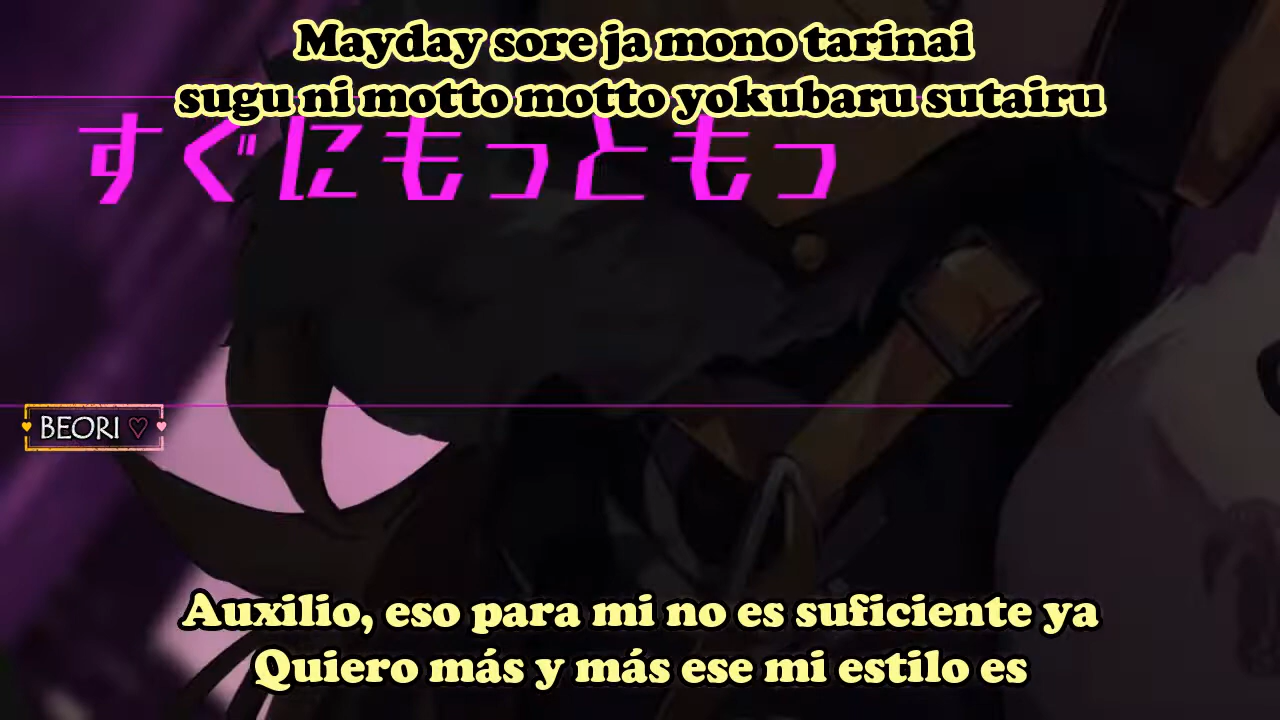 Mayday sore ja mono tarinai
sugu ni motto motto yokubaru sutairu
すぐにもっともっ
BEORI ♡
Auxilio, eso para mi no es suficiente ya
Quiero más y más ese mi estilo es